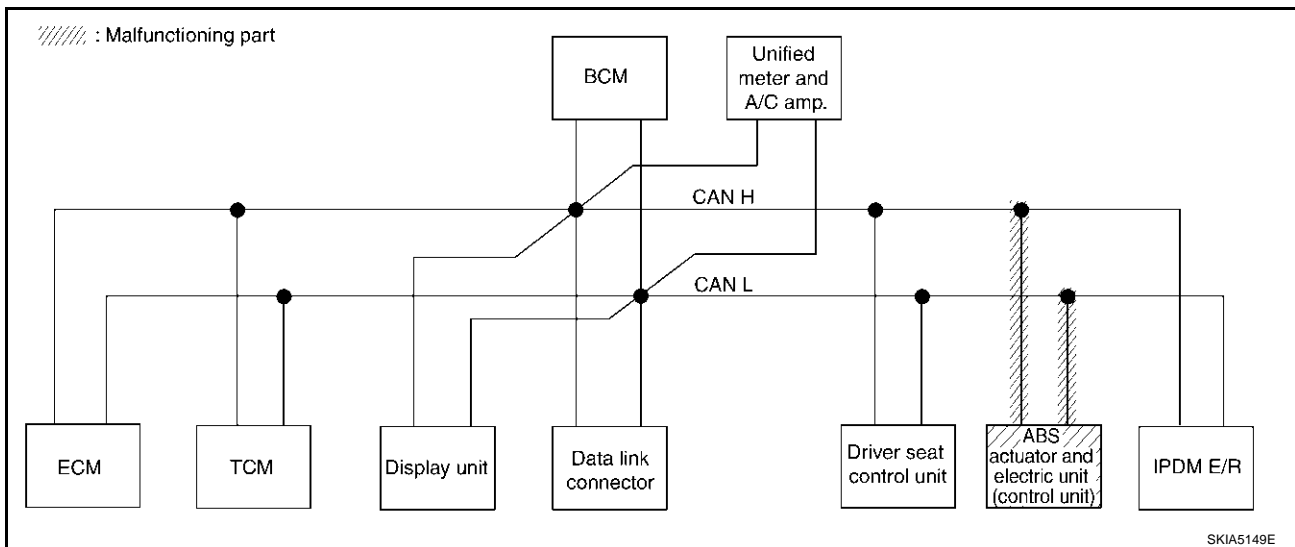 : Malfunctioning part
BCM
Unified
meter and
A/C amp.
CAN H
CAN L
ECM
TCM
Display unit
Data link
connector
Driver seat
control unit
ABS
actuator and
electric unit
(control unit)
IPDM E/R
SKIA5149E